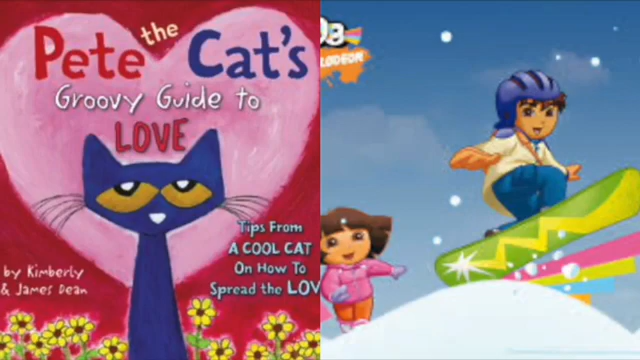 Pete the Cat's
Groovy Guide to
LOVE
Tips From
A COOL CAT
On How To
Spread the LOV
by Kimberly
& James Dean